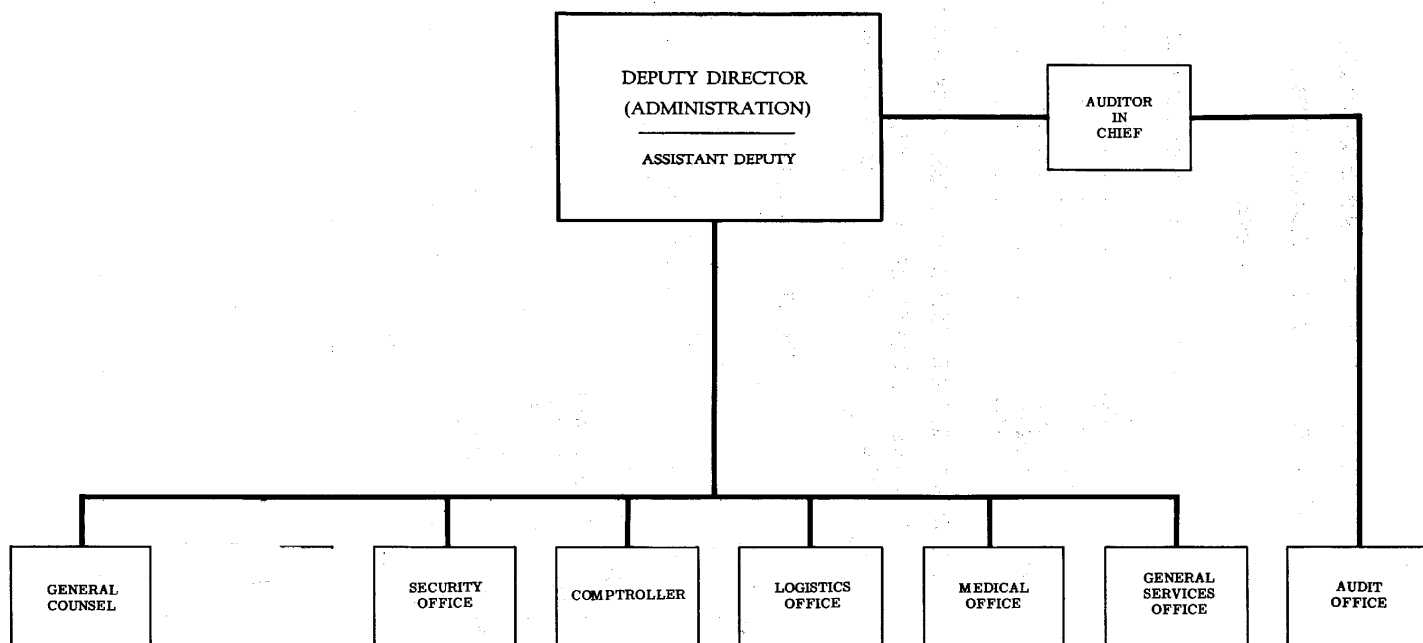 DEPUTY DIRECTOR
(ADMINISTRATION)
ASSISTANT DEPUTY
AUDITOR
IN
CHIEF
GENERAL
COUNSEL
SECURITY
OFFICE
COMPTROLLER
LOGISTICS
OFFICE
MEDICAL
OFFICE
GENERAL
SERVICES
OFFICE
AUDIT
OFFICE